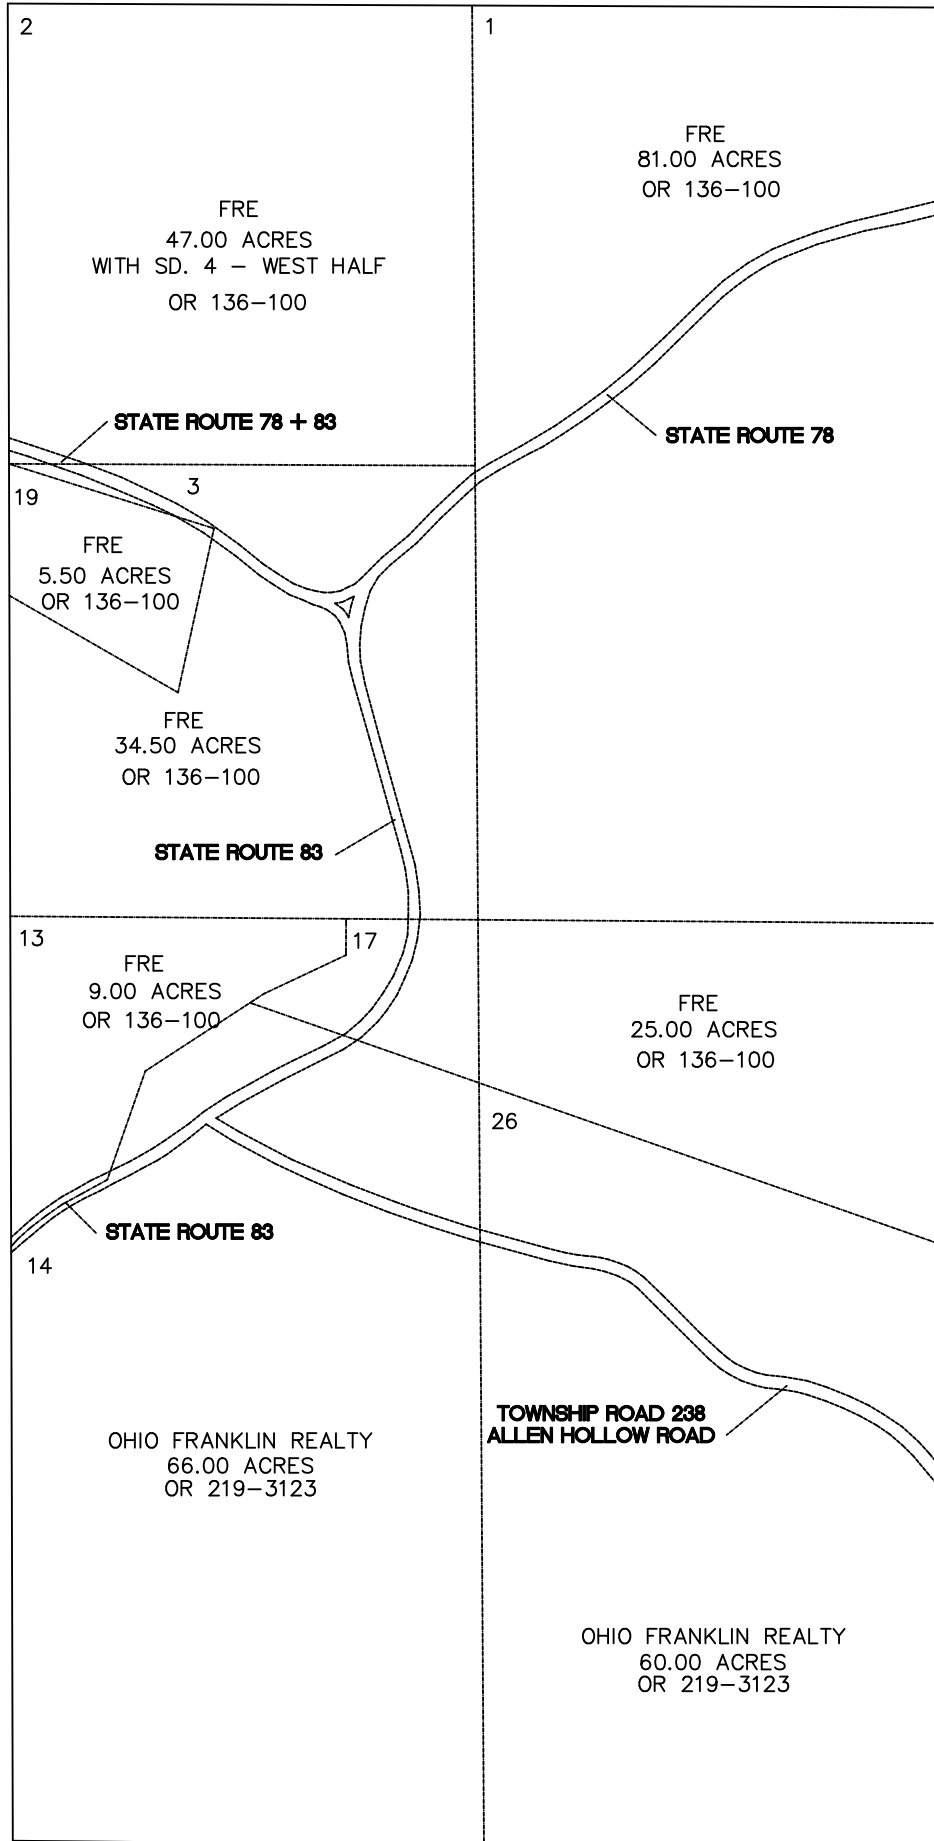 2
1
FRE
81.00 ACRES
OR 136-100
FRE
47.00 ACRES
WITH SD. 4 - WEST HALF
OR 136-100
STATE ROUTE 78 + 83
STATE ROUTE 78
3
19
FRE
5.50 ACRES
OR 136-100
FRE
34.50 ACRES
OR 136-100
STATE ROUTE 83
13
17
FRE
9.00 ACRES
OR 136-100
FRE
25.00 ACRES
OR 136-100
26
STATE ROUTE 83
14
TOWNSHIP ROAD 238
ALLEN HOLLOW ROAD
OHIO FRANKLIN REALTY
66.00 ACRES
OR 219-3123
OHIO FRANKLIN REALTY
60.00 ACRES
OR 219-3123